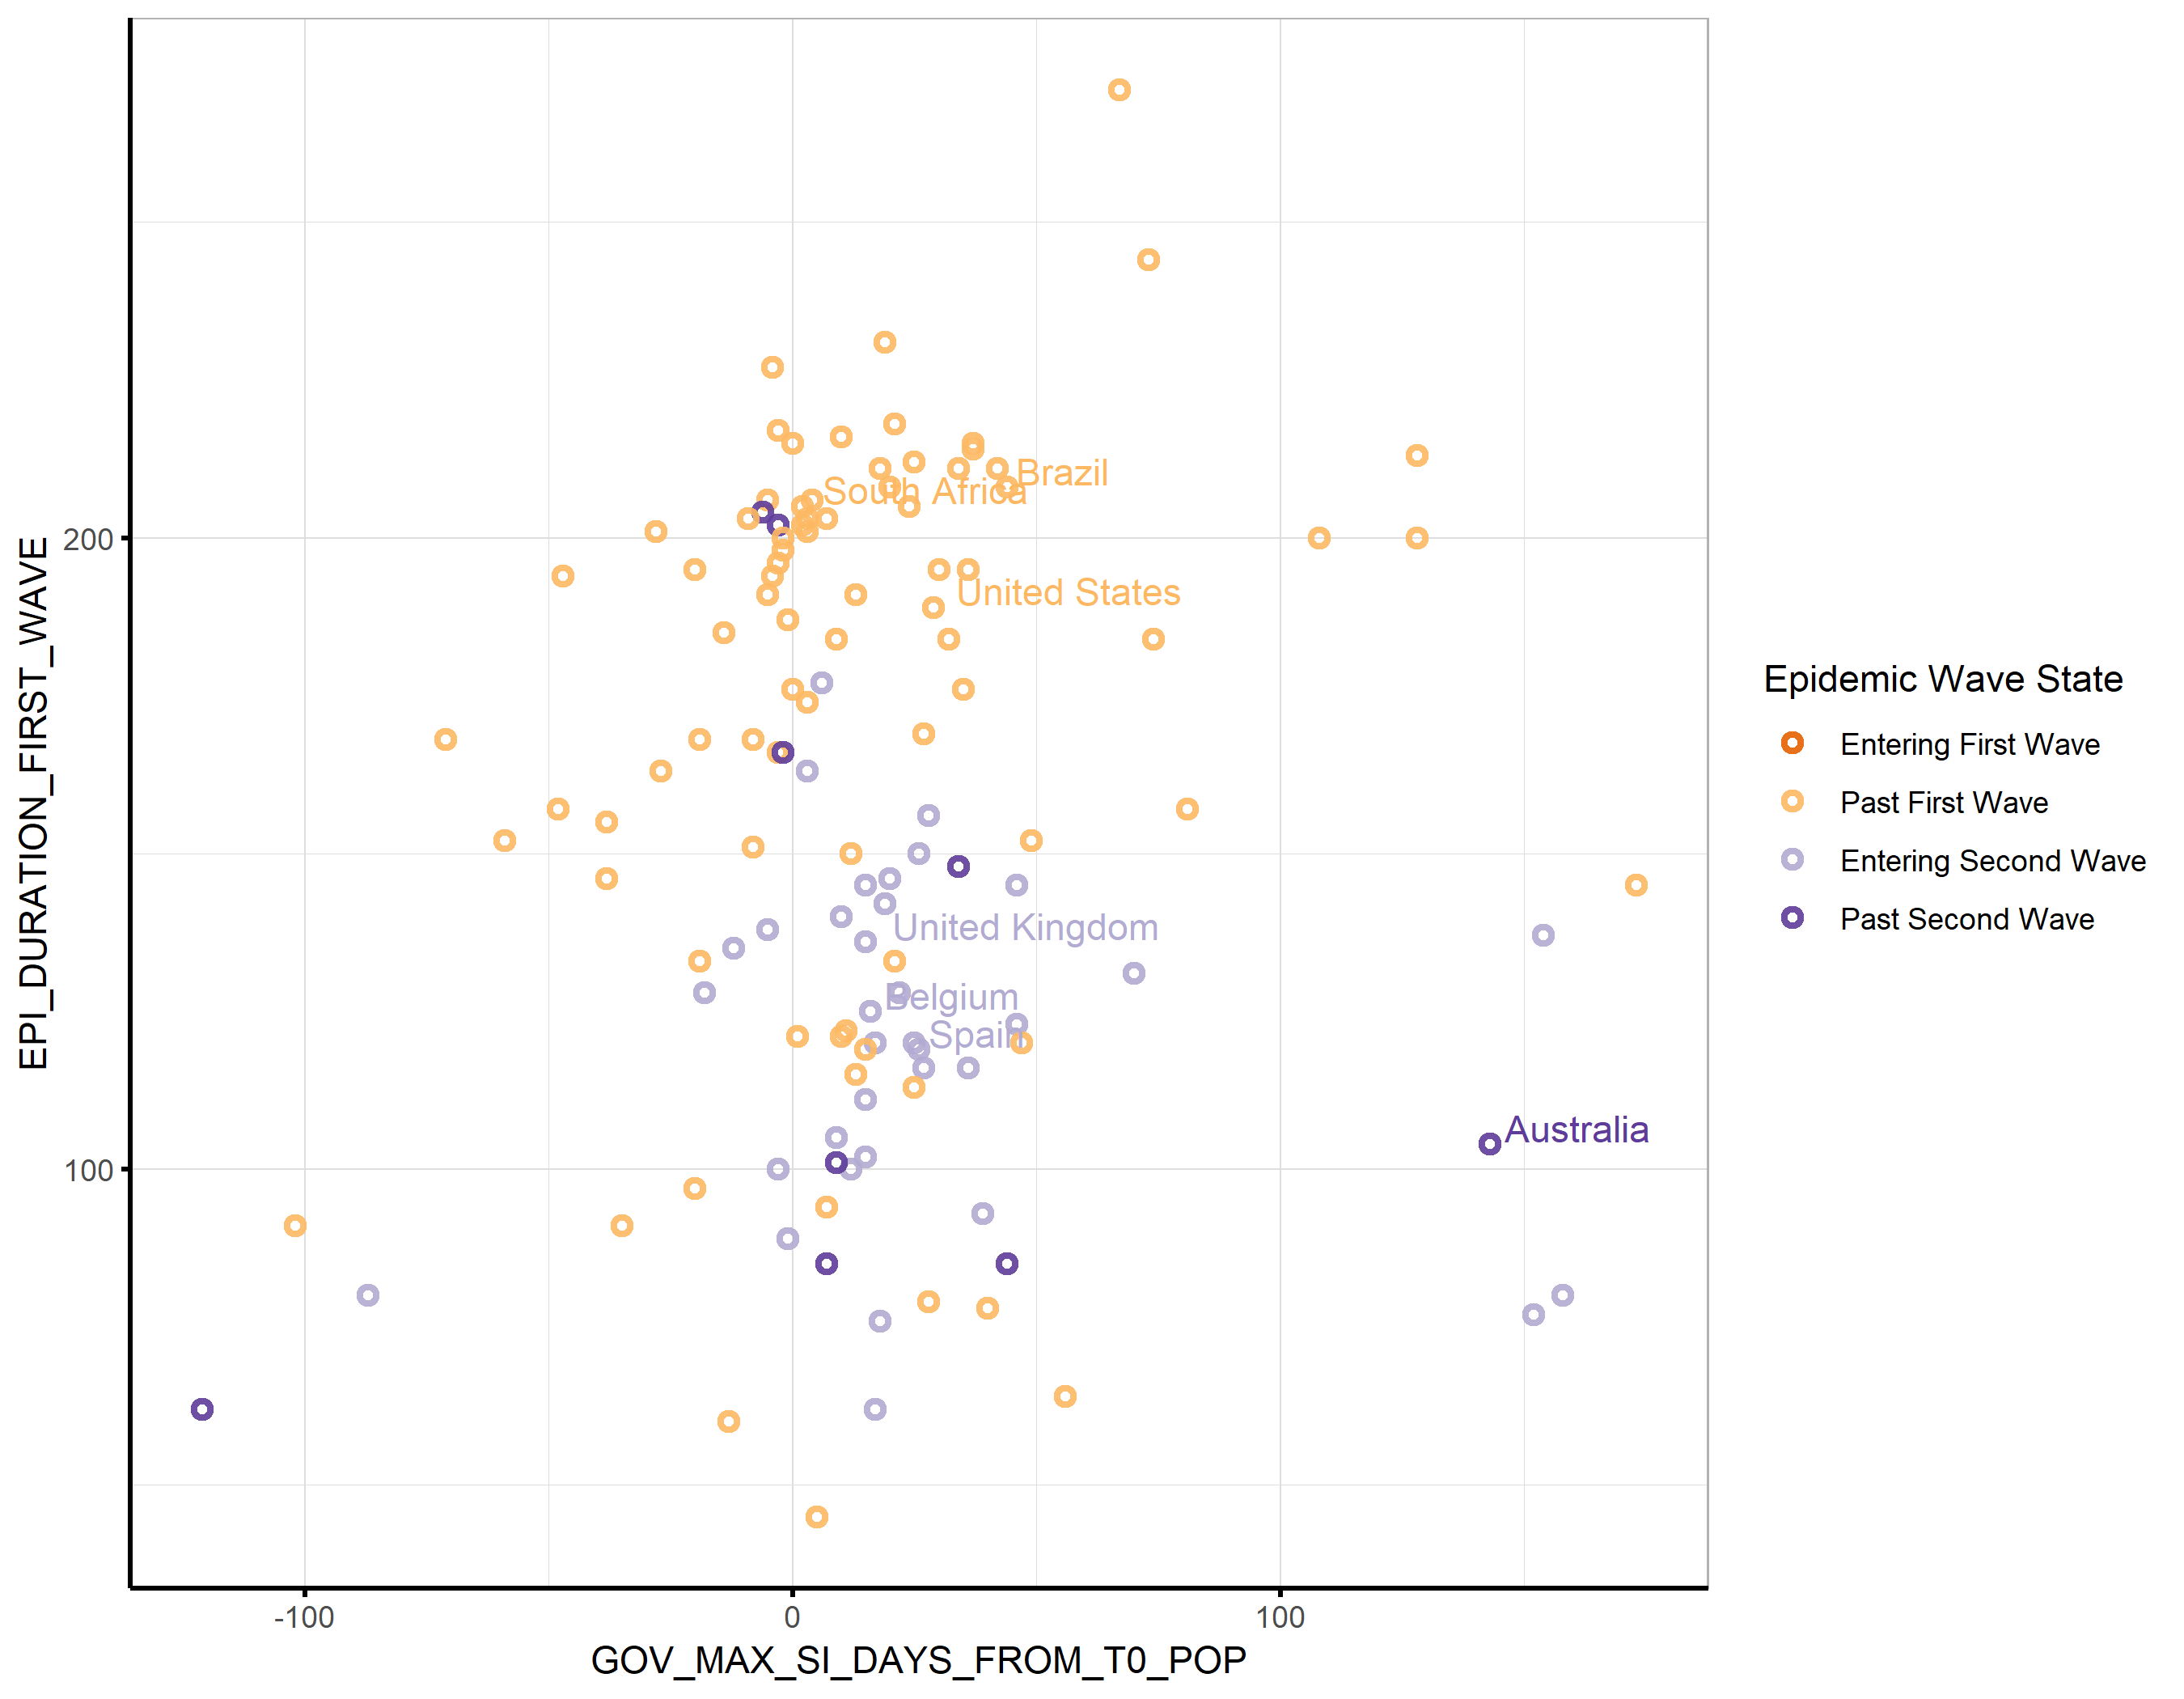 EPI_DURATION_FIRST_WAVE
200
100
Brazil
South Africa
United States
United Kingdom
Belgium
Spain
Australia
-100
0
100
GOV_MAX_SI_DAYS_FROM_T0_POP
Epidemic Wave State
Entering First Wave
Past First Wave
Entering Second Wave
Past Second Wave